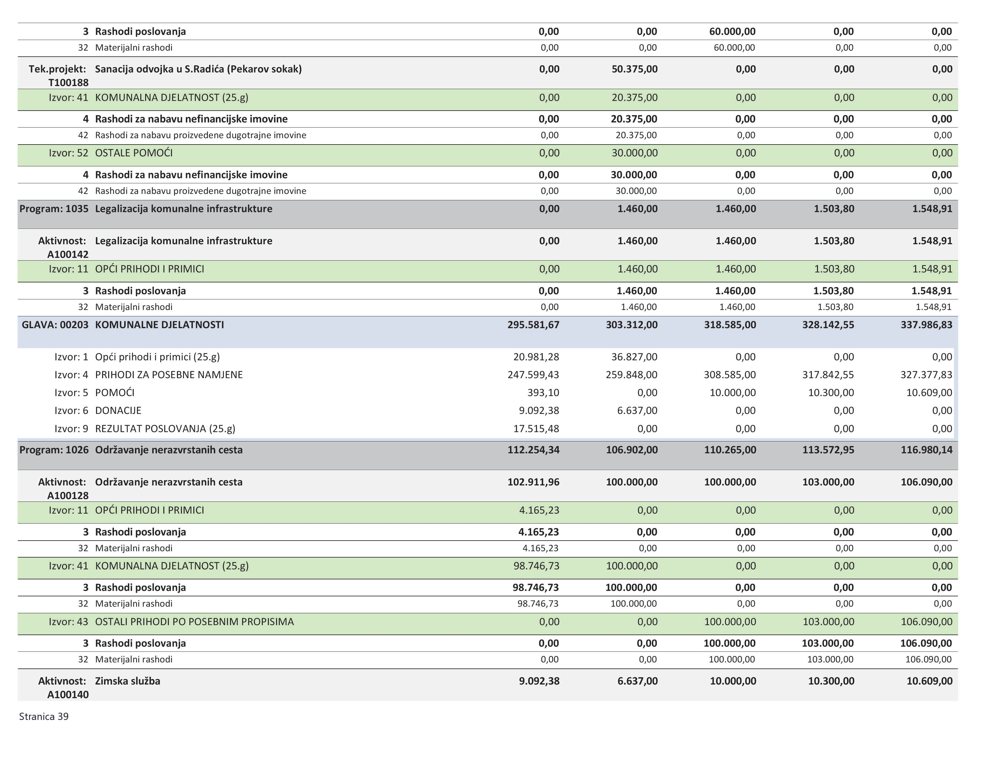 3 Rashodi poslovanja 0,00 0,00 60.000,00 0,00 0,00
32 Materijalni rashodi 0,00 0,00 60.000,00 0,00 0,00
Tek.projekt: Sanacija odvojka u S.Radića (Pekarov sokak) 0,00 50.375,00 0,00 0,00 0,00
T100188
Izvor: 41 KOMUNALNA DJELATNOST (25.g) 0,00 20.375,00 0,00 0,00 0,00
4 Rashodi za nabavu nefinancijske imovine 0,00 20.375,00 0,00 0,00 0,00
42 Rashodi za nabavu proizvedene dugotrajne imovine 0,00 20.375,00 0,00 0,00 0,00
Izvor: 52 OSTALE POMOĆI 0,00 30.000,00 0,00 0,00 0,00
4 Rashodi za nabavu nefinancijske imovine 0,00 30.000,00 0,00 0,00 0,00
42 Rashodi za nabavu proizvedene dugotrajne imovine 0,00 30.000,00 0,00 0,00 0,00
Program: 1035 Legalizacija komunalne infrastrukture 0,00 1.460,00 1.460,00 1.503,80 1.548,91
Aktivnost: Legalizacija komunalne infrastrukture 0,00 1.460,00 1.460,00 1.503,80 1.548,91
A100142
Izvor: 11 OPĆI PRIHODI I PRIMICI 0,00 1.460,00 1.460,00 1.503,80 1.548,91
3 Rashodi poslovanja 0,00 1.460,00 1.460,00 1.503,80 1.548,91
32 Materijalni rashodi 0,00 1.460,00 1.460,00 1.503,80 1.548,91
GLAVA: 00203 KOMUNALNE DJELATNOSTI 295.581,67 303.312,00 318.585,00 328.142,55 337.986,83
Izvor: 1 Opći prihodi i primici (25.g) 20.981,28 36.827,00 0,00 0,00 0,00
Izvor: 4 PRIHODI ZA POSEBNE NAMJENE 247.599,43 259.848,00 308.585,00 317.842,55 327.377,83
Izvor: 5 POMOĆI 393,10 0,00 10.000,00 10.300,00 10.609,00
Izvor: 6 DONACIJE 9.092,38 6.637,00 0,00 0,00 0,00
Izvor: 9 REZULTAT POSLOVANJA (25.g) 17.515,48 0,00 0,00 0,00 0,00
Program: 1026 Održavanje nerazvrstanih cesta 112.254,34 106.902,00 110.265,00 113.572,95 116.980,14
Aktivnost: Održavanje nerazvrstanih cesta 102.911,96 100.000,00 100.000,00 103.000,00 106.090,00
A100128
Izvor: 11 OPĆI PRIHODI I PRIMICI 4.165,23 0,00 0,00 0,00 0,00
3 Rashodi poslovanja 4.165,23 0,00 0,00 0,00 0,00
32 Materijalni rashodi 4.165,23 0,00 0,00 0,00 0,00
Izvor: 41 KOMUNALNA DJELATNOST (25.g) 98.746,73 100.000,00 0,00 0,00 0,00
3 Rashodi poslovanja 98.746,73 100.000,00 0,00 0,00 0,00
32 Materijalni rashodi 98.746,73 100.000,00 0,00 0,00 0,00
Izvor: 43 OSTALI PRIHODI PO POSEBNIM PROPISIMA 0,00 0,00 100.000,00 103.000,00 106.090,00
3 Rashodi poslovanja 0,00 0,00 100.000,00 103.000,00 106.090,00
32 Materijalni rashodi 0,00 0,00 100.000,00 103.000,00 106.090,00
Aktivnost: Zimska služba 9.092,38 6.637,00 10.000,00 10.300,00 10.609,00
A100140
Stranica 39